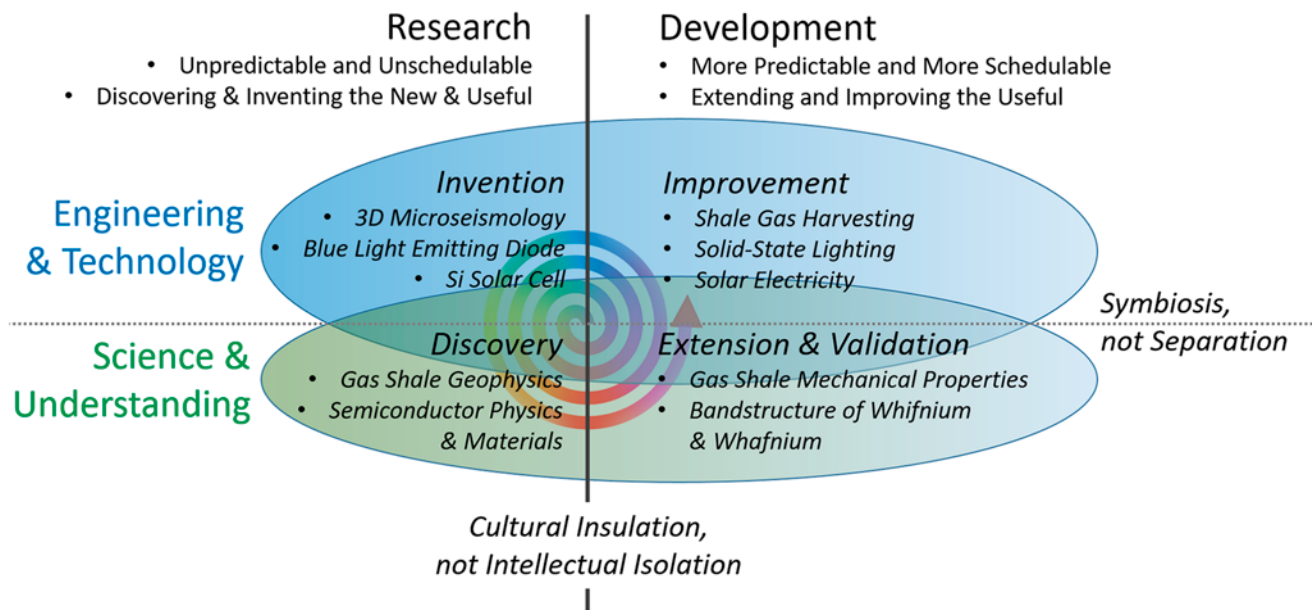 Research
• Unpredictable and Unschedulable
• Discovering & Inventing the New & Useful
Development
• More Predictable and More Schedulable
• Extending and Improving the Useful
Engineering
& Technology
Invention
• 3D Microseismology
• Blue Light Emitting Diode
• Si Solar Cell
Improvement
• Shale Gas Harvesting
• Solid-State Lighting
• Solar Electricity
Symbiosis,
not Separation
Science &
Understanding
Discovery
• Gas Shale Geophysics
• Semiconductor Physics
& Materials
Extension & Validation
• Gas Shale Mechanical Properties
• Bandstructure of Whifnium
& Whafnium
Cultural Insulation,
not Intellectual Isolation